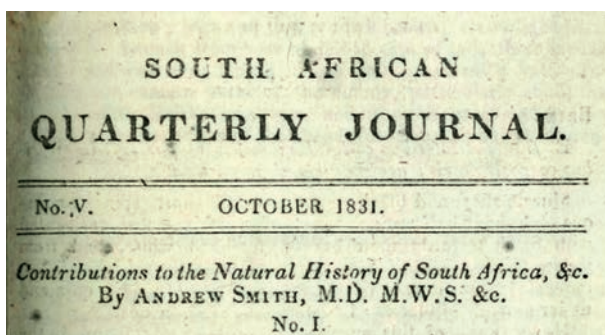 SOUTH AFRICAN
QUARTERLY JOURNAL.
No. V. OCTOBER 1831.
Contributions to the Natural History of South Africa, &c.
By ANDREW SMITH, M.D. M.W.S. &c.
No. I.